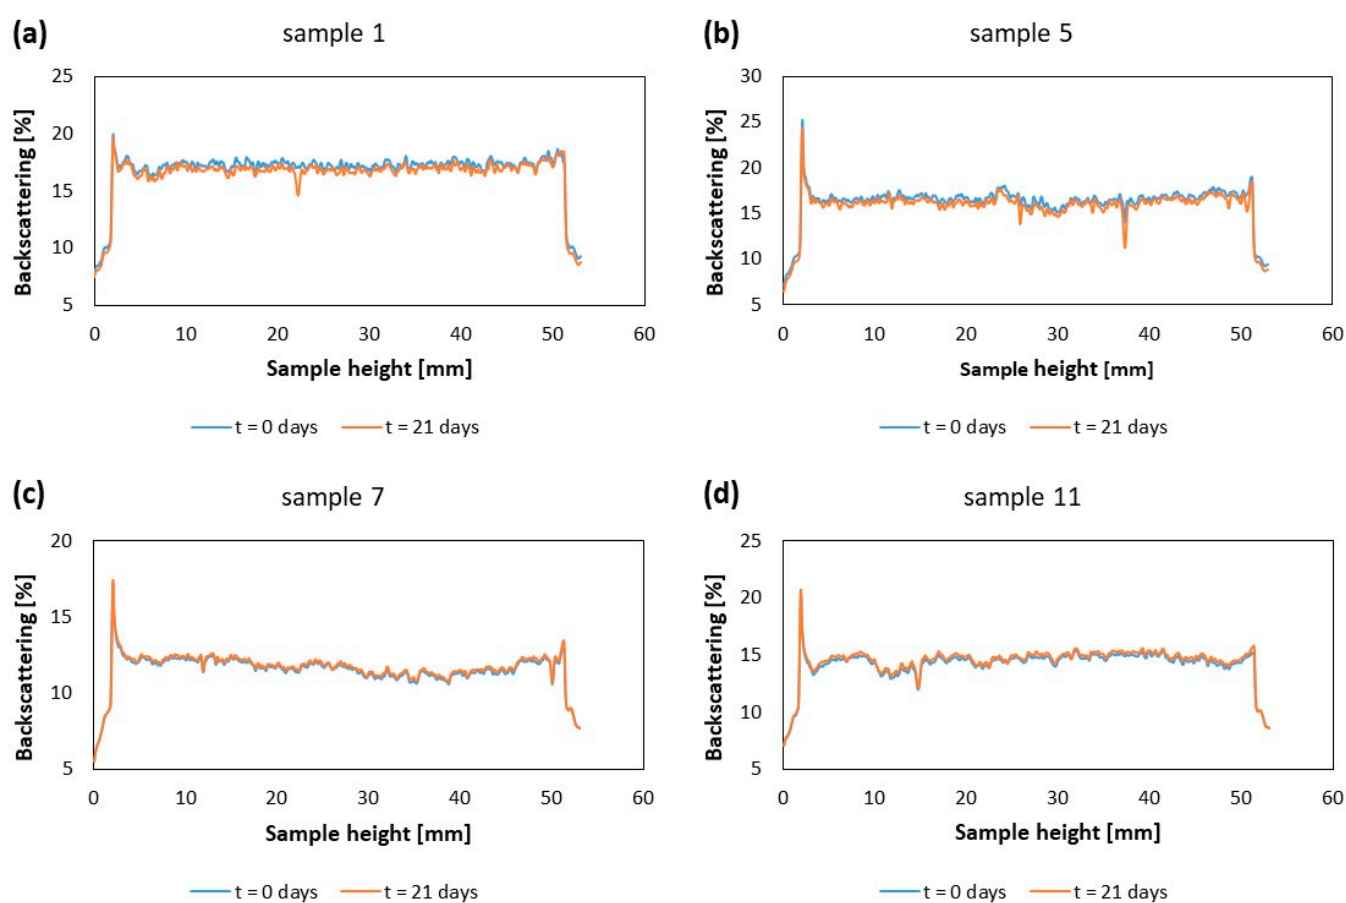 (a) sample 1
25
20
15
10
5
Backscattering [%]
0 10 20 30 40 50 60
Sample height [mm]
t = 0 days t = 21 days
(b) sample 5
30
25
20
15
10
5
Backscattering [%]
0 10 20 30 40 50 60
Sample height [mm]
t = 0 days t = 21 days
(c) sample 7
20
15
10
5
Backscattering [%]
0 10 20 30 40 50 60
Sample height [mm]
t = 0 days t = 21 days
(d) sample 11
25
20
15
10
5
Backscattering [%]
0 10 20 30 40 50 60
Sample height [mm]
t = 0 days t = 21 days